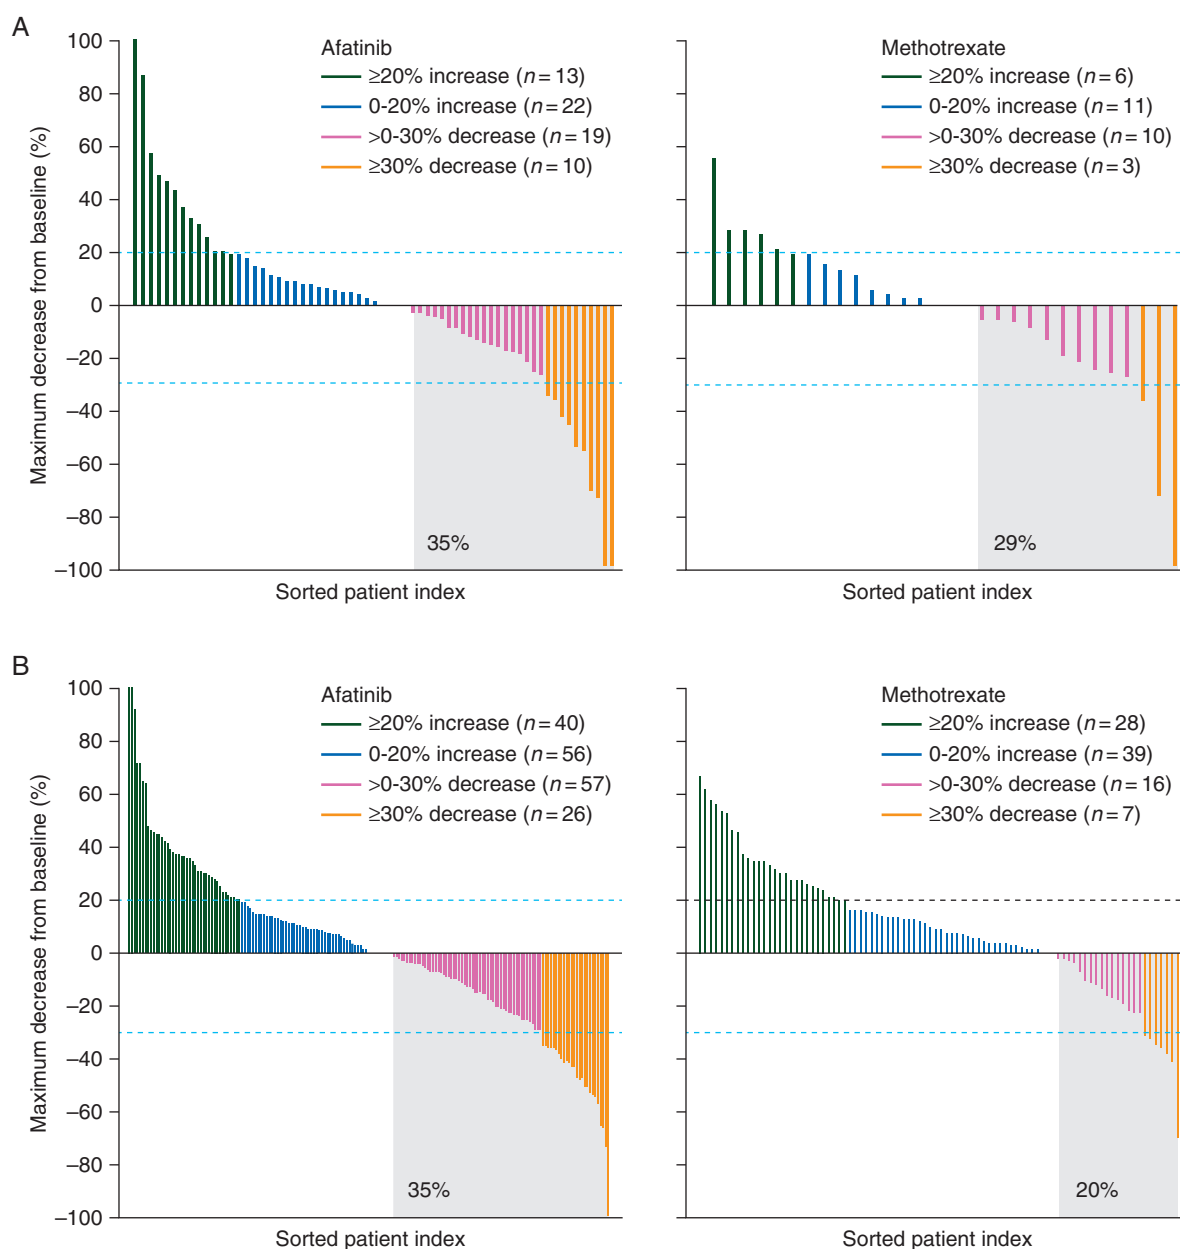 A
Maximum decrease from baseline (%)
100
80
60
40
20
0
–20
–40
–60
–80
–100
Afatinib
≥20% increase (n=13)
0-20% increase (n=22)
>0-30% decrease (n=19)
≥30% decrease (n=10)
35%
Sorted patient index
Methotrexate
≥20% increase (n=6)
0-20% increase (n=11)
>0-30% decrease (n=10)
≥30% decrease (n=3)
29%
Sorted patient index
B
Maximum decrease from baseline (%)
100
80
60
40
20
0
–20
–40
–60
–80
–100
Afatinib
≥20% increase (n=40)
0-20% increase (n=56)
>0-30% decrease (n=57)
≥30% decrease (n=26)
35%
Sorted patient index
Methotrexate
≥20% increase (n=28)
0-20% increase (n=39)
>0-30% decrease (n=16)
≥30% decrease (n=7)
20%
Sorted patient index